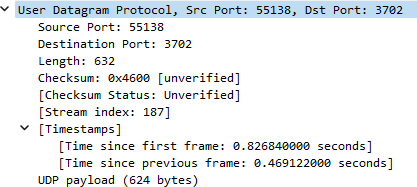 User Datagram Protocol, Src Port: 55138, Dst Port: 3702
Source Port: 55138
Destination Port: 3702
Length: 632
Checksum: 0x4600 [unverified]
[Checksum Status: Unverified]
[Stream index: 187]
[Timestamps]
[Time since first frame: 0.826840000 seconds]
[Time since previous frame: 0.469122000 seconds]
UDP payload (624 bytes)